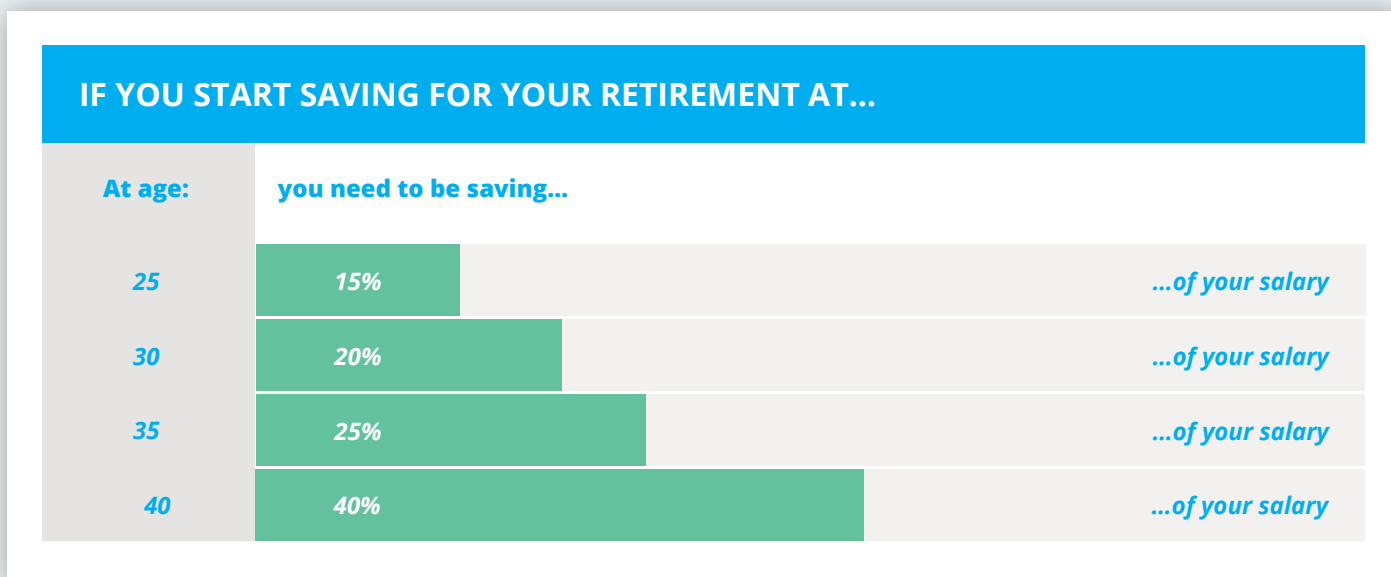 IF YOU START SAVING FOR YOUR RETIREMENT AT...
At age: you need to be saving...
25 15% ...of your salary
30 20% ...of your salary
35 25% ...of your salary
40 40% ...of your salary